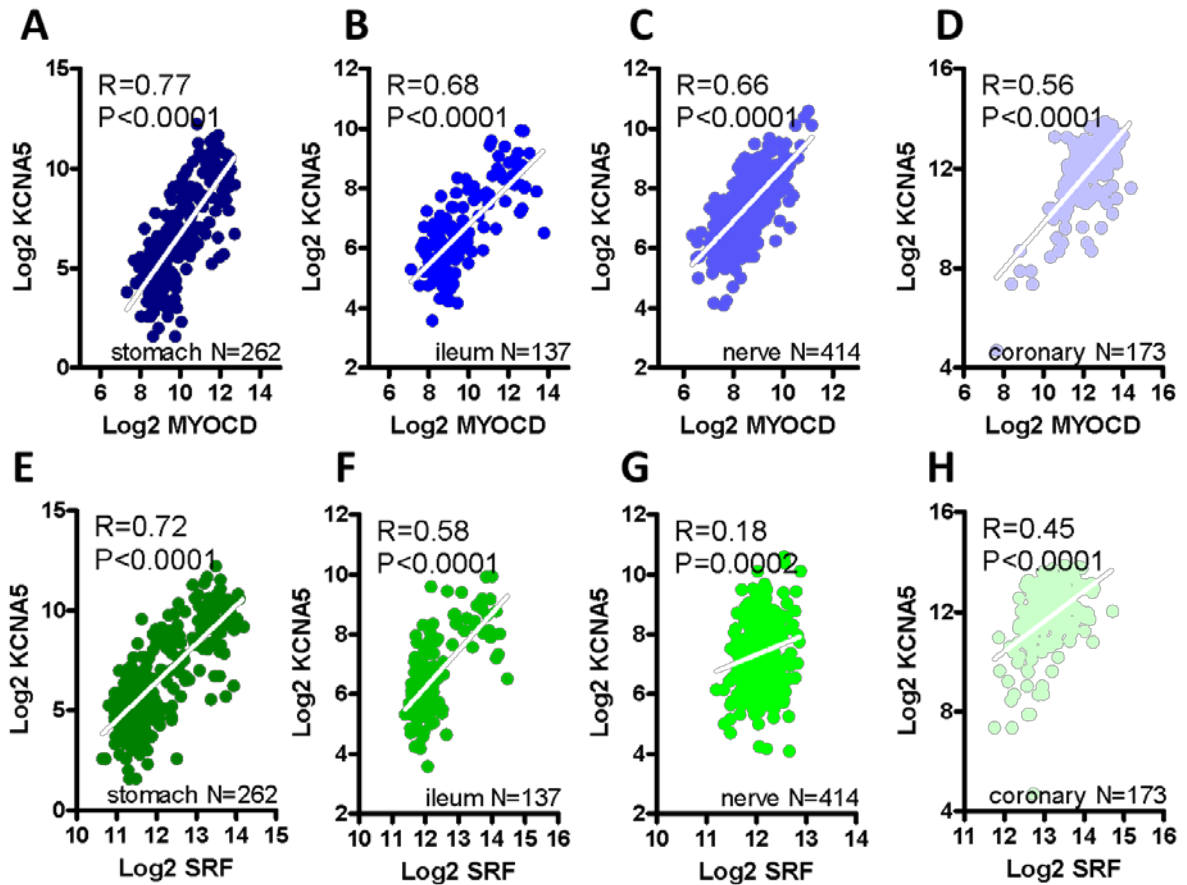 A
R=0.77
P<0.0001
15
10
5
0
Log2 KCNA5
stomach N=262
6 8 10 12 14
Log2 MYOCD
B
R=0.68
P<0.0001
12
10
8
6
4
2
Log2 KCNA5
ileum N=137
6 8 10 12 14
Log2 MYOCD
C
R=0.66
P<0.0001
12
10
8
6
4
2
Log2 KCNA5
nerve N=414
6 8 10 12
Log2 MYOCD
D
R=0.56
P<0.0001
16
12
8
4
Log2 KCNA5
coronary N=173
6 8 10 12 14 16
Log2 MYOCD
E
R=0.72
P<0.0001
15
10
5
0
Log2 KCNA5
stomach N=262
10 11 12 13 14 15
Log2 SRF
F
R=0.58
P<0.0001
12
10
8
6
4
2
Log2 KCNA5
ileum N=137
10 11 12 13 14 15 16
Log2 SRF
G
R=0.18
P=0.0002
12
10
8
6
4
2
Log2 KCNA5
nerve N=414
10 11 12 13 14
Log2 SRF
H
R=0.45
P<0.0001
16
12
8
4
Log2 KCNA5
coronary N=173
11 12 13 14 15 16
Log2 SRF